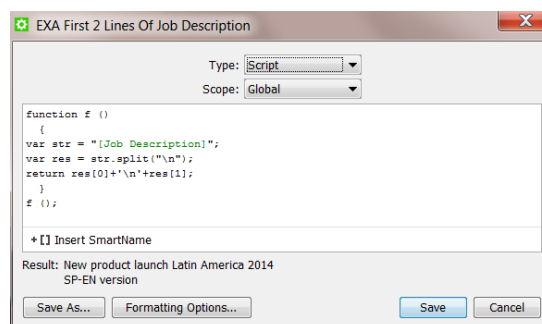 EXA First 2 Lines Of Job Description
Type: Script
Scope: Global
function f ()
{
var str = "[Job Description]";
var res = str.split("\n");
return res[0]+'\n'+res[1];
}
f ();
+[] Insert SmartName
Result: New product launch Latin America 2014
SP-EN version
Save As... Formatting Options... Save Cancel